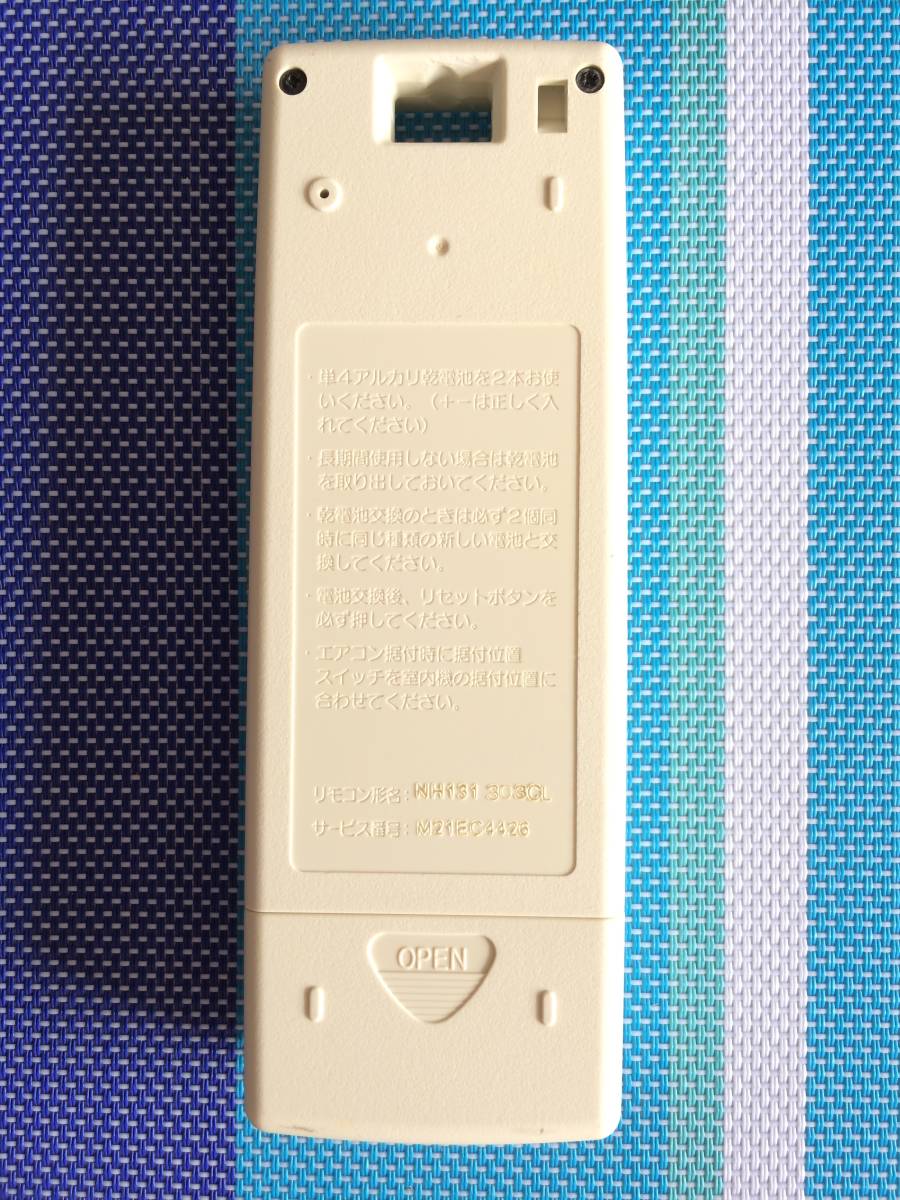 ・単4アルカリ乾電池を2本お使
いください。（＋－は正しく入
れてください）
・長期間使用しない場合は乾電池
を取り出しておいてください。
・乾電池交換のときは必ず2個同
時に同じ種類の新しい電池と交
換してください。
・電池交換後、リセットボタンを
必ず押してください。
・エアコン据付時に据付位置
スイッチを室内機の据付位置に
合わせてください。
リモコン形名：
サービス番号：M21EC4426
OPEN